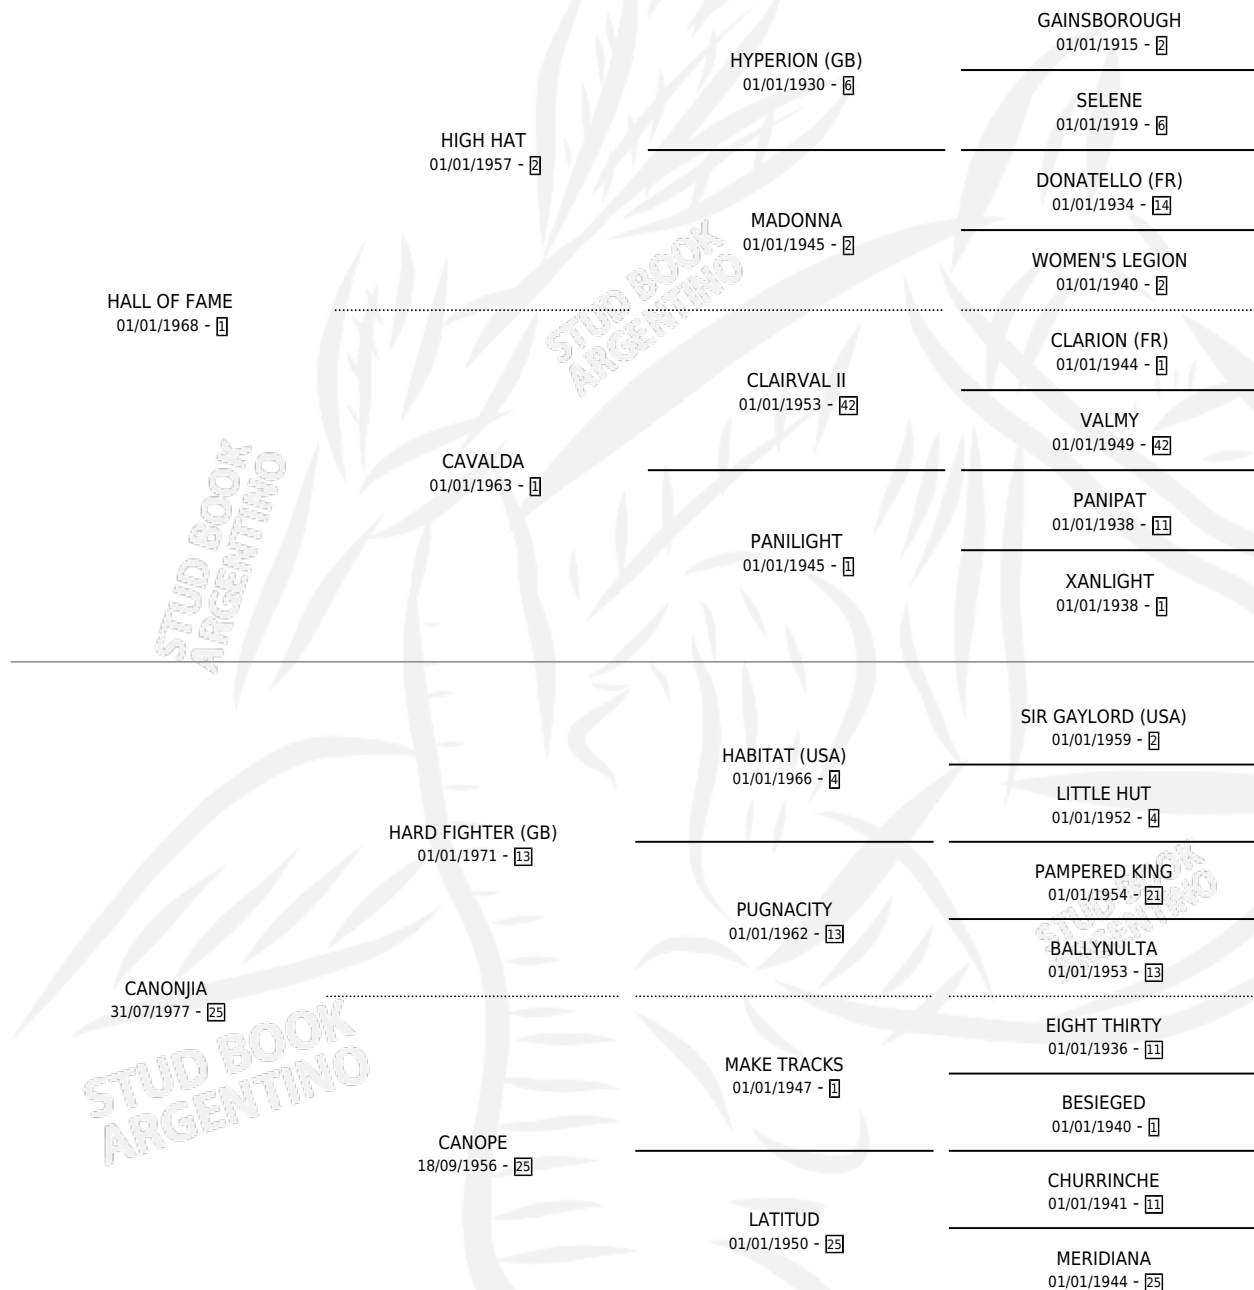 GAINSBOROUGH
01/01/1915 - 2
HYPERION (GB)
01/01/1930 - 6
SELENE
01/01/1919 - 6
HIGH HAT
01/01/1957 - 2
DONATELLO (FR)
01/01/1934 - 14
MADONNA
01/01/1945 - 2
WOMEN'S LEGION
01/01/1940 - 2
HALL OF FAME
01/01/1968 - 1
CLARION (FR)
01/01/1944 - 1
CLAIRVAL II
01/01/1953 - 42
VALMY
01/01/1949 - 42
CAVALDA
01/01/1963 - 1
PANIPAT
01/01/1938 - 11
PANILIGHT
01/01/1945 - 1
XANLIGHT
01/01/1938 - 1
SIR GAYLORD (USA)
01/01/1959 - 2
HABITAT (USA)
01/01/1966 - 4
LITTLE HUT
01/01/1952 - 4
HARD FIGHTER (GB)
01/01/1971 - 13
PAMPERED KING
01/01/1954 - 21
PUGNACITY
01/01/1962 - 13
BALLYNULTA
01/01/1953 - 13
CANONJIA
31/07/1977 - 25
EIGHT THIRTY
01/01/1936 - 11
MAKE TRACKS
01/01/1947 - 1
BESIEGED
01/01/1940 - 1
CANOPE
18/09/1956 - 25
CHURRINCHE
01/01/1941 - 11
LATITUD
01/01/1950 - 25
MERIDIANA
01/01/1944 - 25
STUD BOOK
ARGENTINO
STUD BOOK
ARGENTINO
STUD BOOK
ARGENTINO
STUD BOOK
ARGENTINO